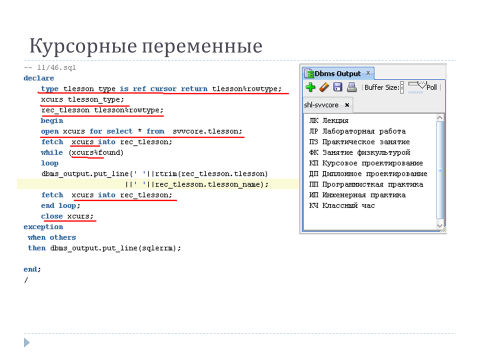 Курсорные переменные
-- 11/46.sql
declare
type tlesson_type is ref cursor return tlesson%rowtype;
xcurs tlesson_type;
rec_tlesson tlesson%rowtype;
begin
open xcurs for select * from svvcore.tlesson;
fetch xcurs into rec_tlesson;
while (xcurs%found)
loop
dbms_output.put_line(' '||rtrim(rec_tlesson.tlesson)
||' '||rec_tlesson.tlesson_name);
fetch xcurs into rec_tlesson;
end loop;
close xcurs;
exception
when others
then dbms_output.put_line(sqlerrm);
end;
/
Dbms Output
Buffer Size: Poll
shl-svvcore
ЛК Лекция
ЛР Лабораторная работа
ПЗ Практическое занятие
ФК Занятие физкультурой
КП Курсовое проектирование
ДП Дипломное проектирование
ПП Программисткая практика
ИП Инженерная практика
КЧ Классный час